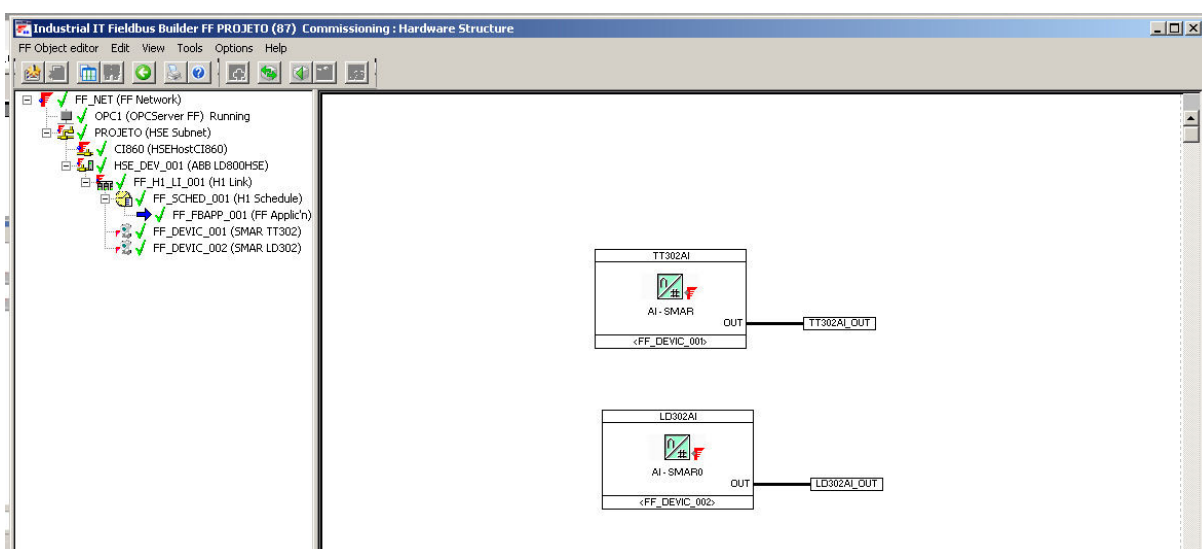 Industrial IT Fieldbus Builder FF PROJETO (87) Commissioning : Hardware Structure
FF Object editor Edit View Tools Options Help
FF_NET (FF Network)
OPC1 (OPCServer FF) Running
PROJETO (HSE Subnet)
CI860 (HSEHostCI860)
HSE_DEV_001 (ABB LD800HSE)
FF_H1_LI_001 (H1 Link)
FF_SCHED_001 (H1 Schedule)
FF_FBAPP_001 (FF Applic'n)
FF_DEVIC_001 (SMAR TT302)
FF_DEVIC_002 (SMAR LD302)
TT302AI
AI-SMAR
OUT
TT302AI_OUT
<FF_DEVIC_001>
LD302AI
AI-SMAR0
OUT
LD302AI_OUT
<FF_DEVIC_002>